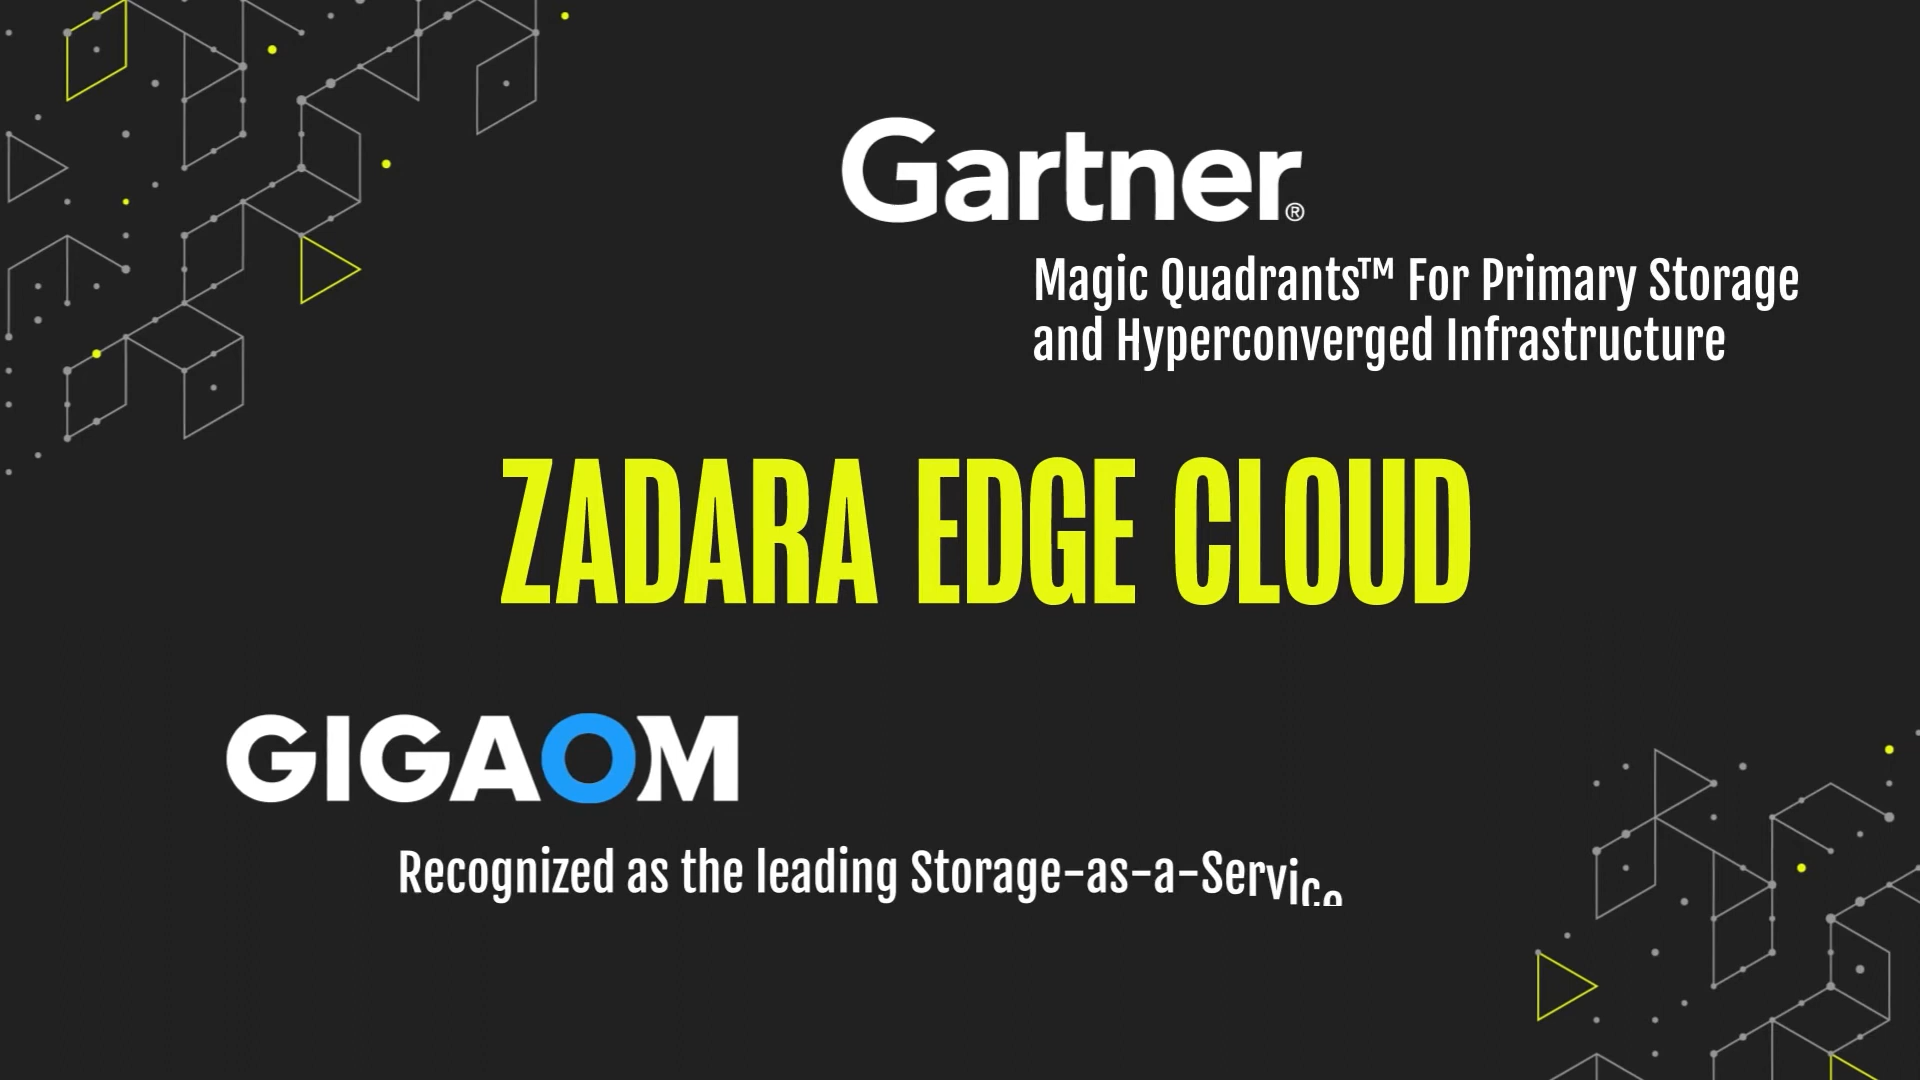 Gartner®
Magic Quadrants™ For Primary Storage
and Hyperconverged Infrastructure
ZADARA EDGE CLOUD
GIGAOM
Recognized as the leading Storage-as-a-Service